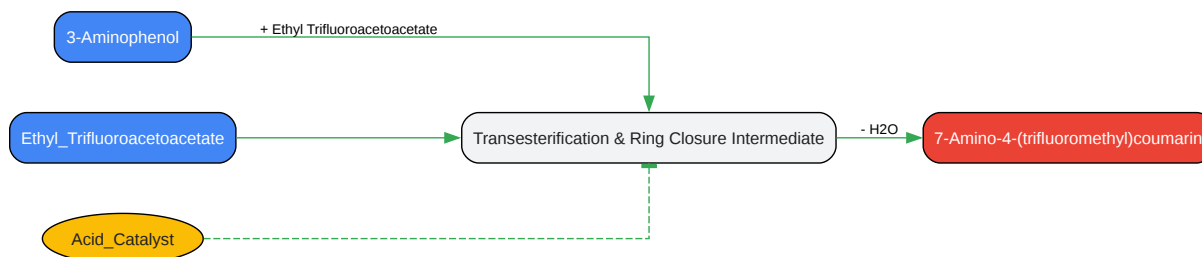 3-Aminophenol
+ Ethyl Trifluoroacetoacetate
Ethyl_Trifluoroacetoacetate
Transesterification & Ring Closure Intermediate
- H2O
7-Amino-4-(trifluoromethyl)coumarin
Acid_Catalyst